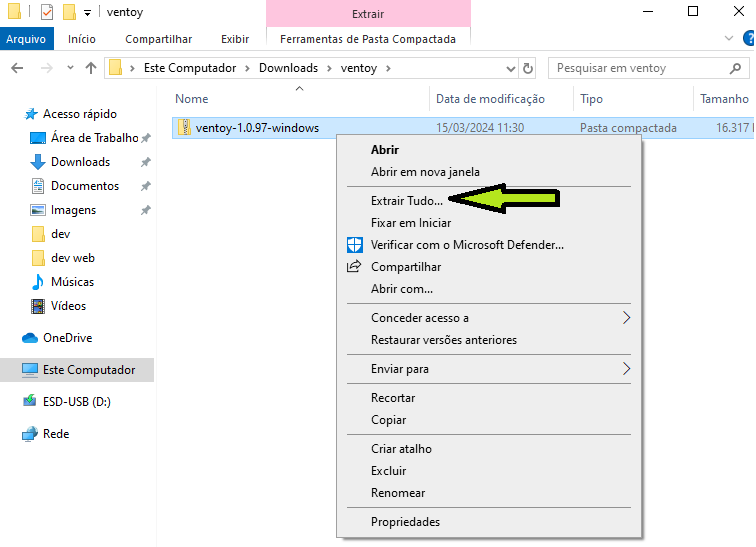 ventoy
Extrair
Arquivo
Início
Compartilhar
Exibir
Ferramentas de Pasta Compactada
Este Computador
Downloads
ventoy
Pesquisar em ventoy
Nome
Data de modificação
Tipo
Tamanho
ventoy-1.0.97-windows
15/03/2024 11:30
Pasta compactada
16.317
Acesso rápido
Área de Trabalho
Downloads
Documentos
Imagens
dev
dev web
Músicas
Vídeos
OneDrive
Este Computador
ESD-USB (D:)
Rede
Abrir
Abrir em nova janela
Extrair Tudo...
Fixar em Iniciar
Verificar com o Microsoft Defender...
Compartilhar
Abrir com...
Conceder acesso a
Restaurar versões anteriores
Enviar para
Recortar
Copiar
Criar atalho
Excluir
Renomear
Propriedades